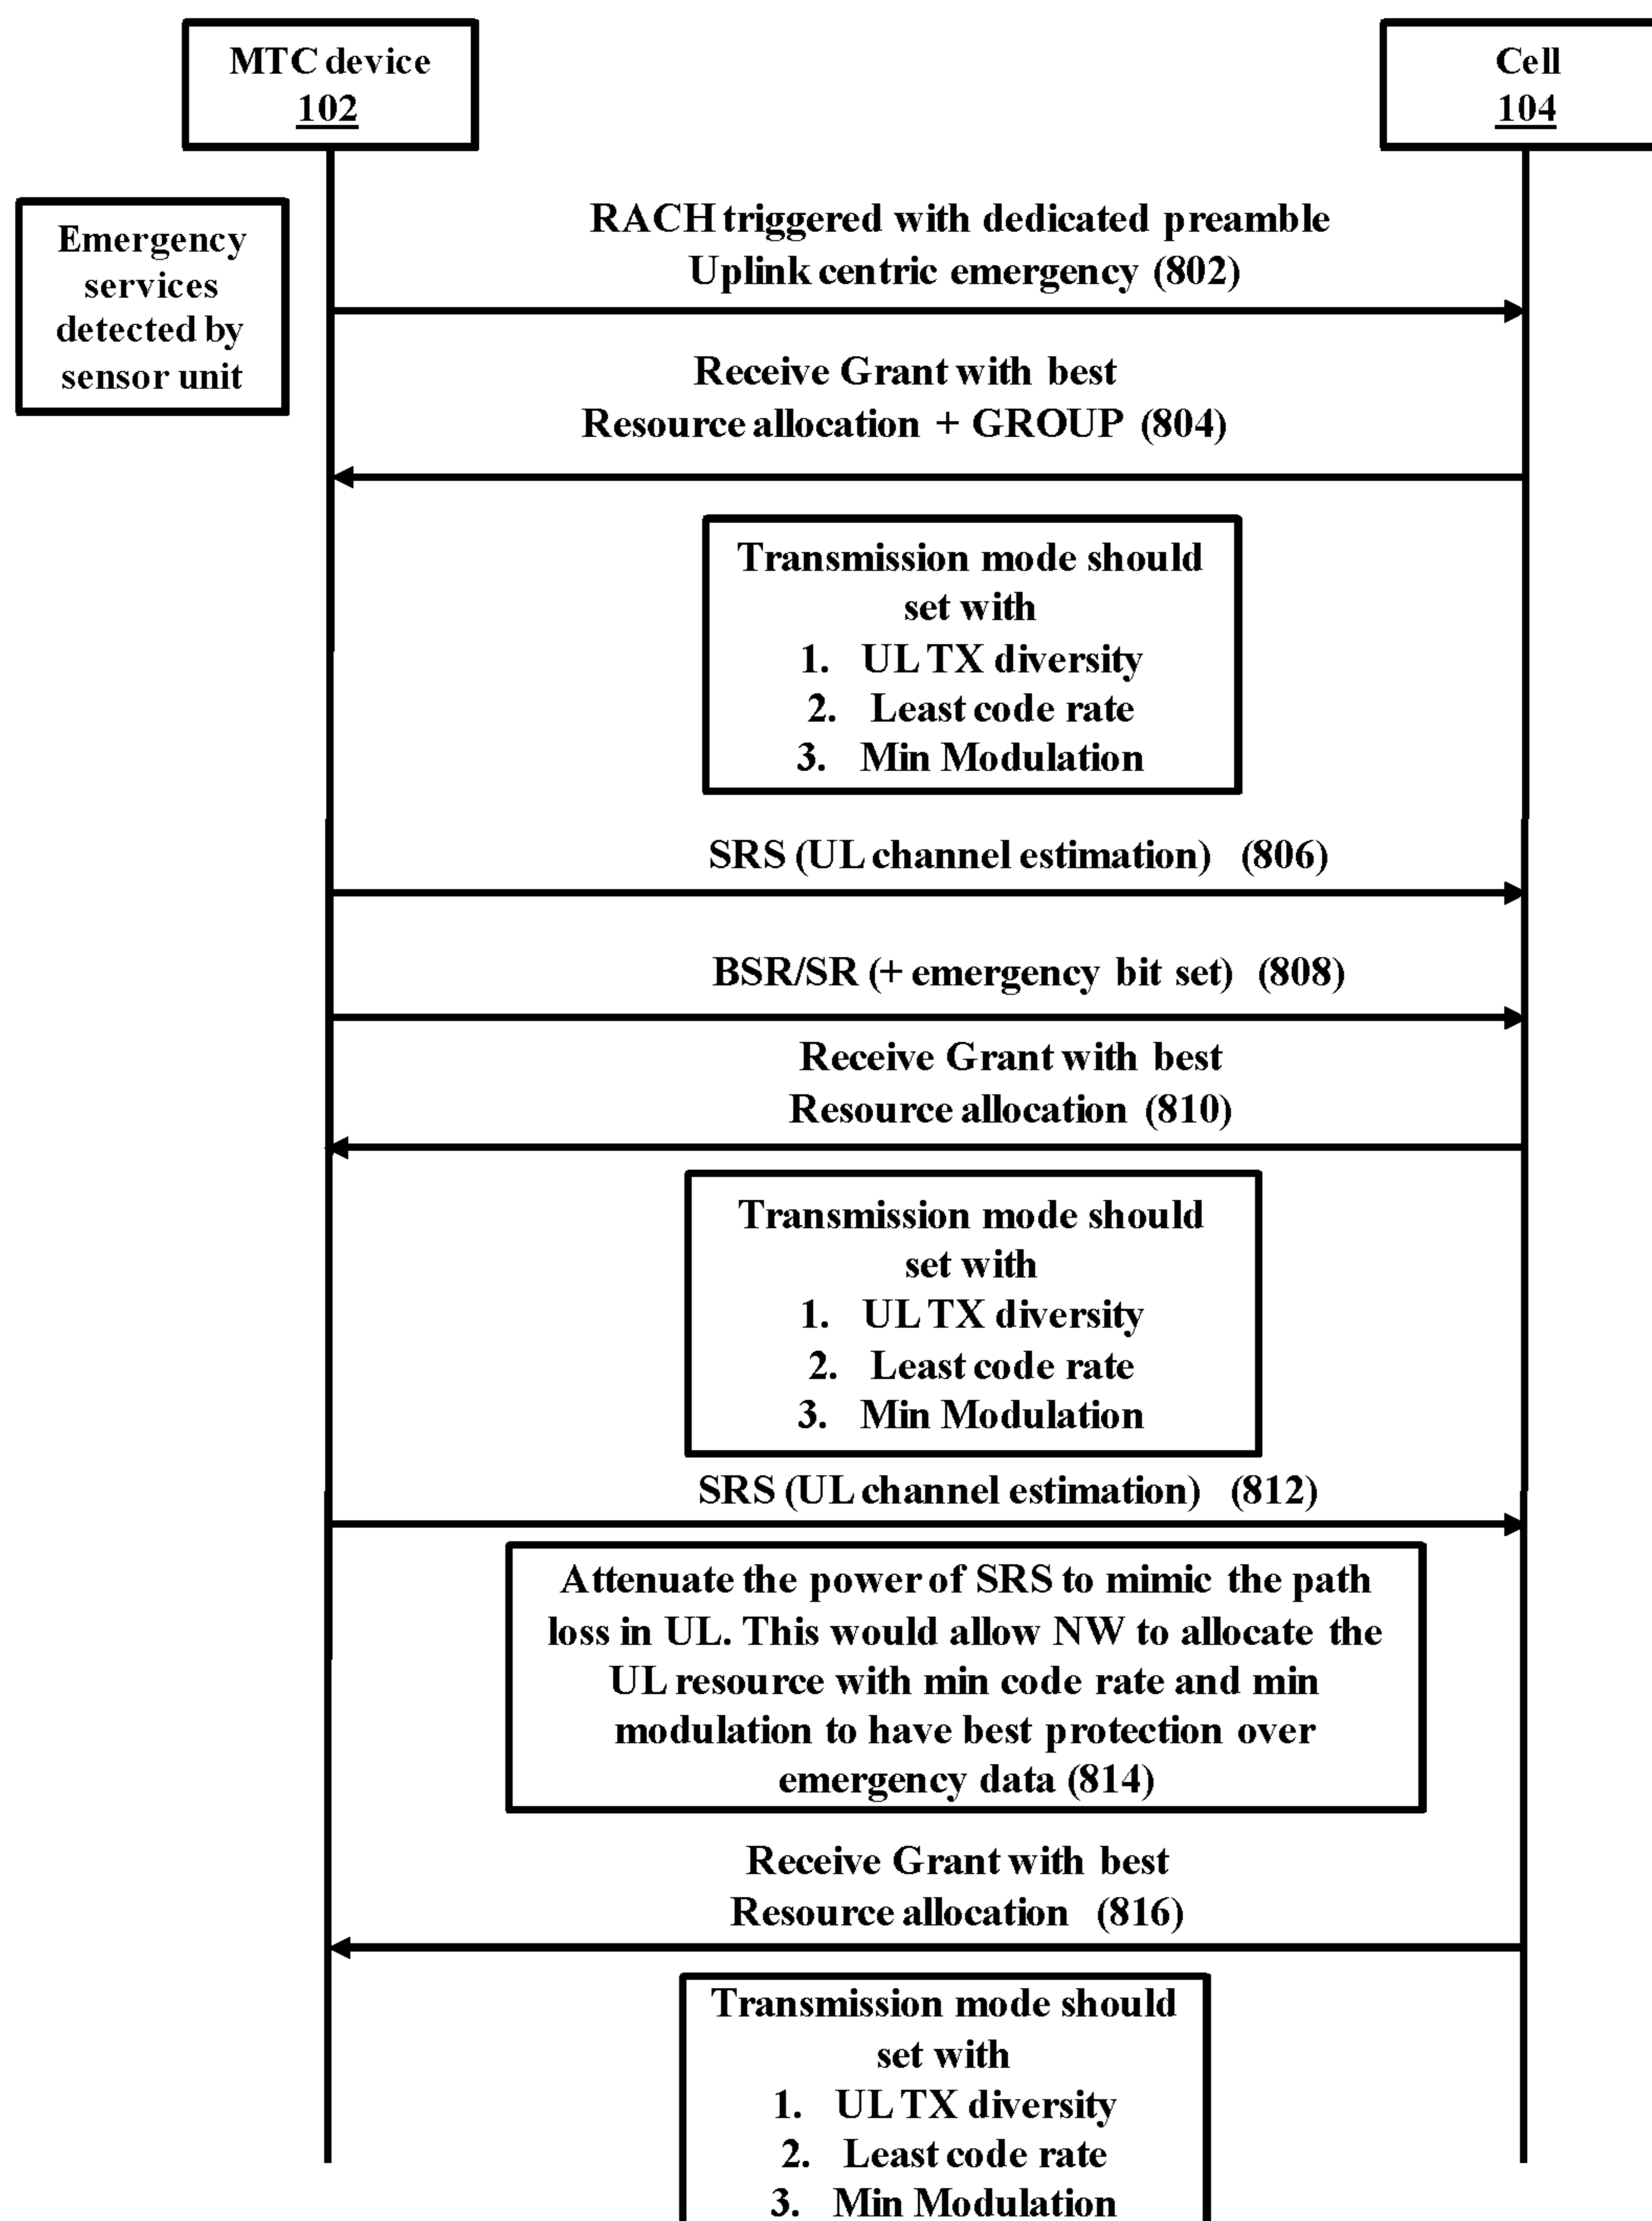 MTC device
102
Cell
104
Emergency
services
detected by
sensor unit
RACH triggered with dedicated preamble
Uplink centric emergency (802)
Receive Grant with best
Resource allocation + GROUP (804)
Transmission mode should
set with
1. UL TX diversity
2. Least code rate
3. Min Modulation
SRS (UL channel estimation) (806)
BSR/SR (+ emergency bit set) (808)
Receive Grant with best
Resource allocation (810)
Transmission mode should
set with
1. UL TX diversity
2. Least code rate
3. Min Modulation
SRS (UL channel estimation) (812)
Attenuate the power of SRS to mimic the path
loss in UL. This would allow NW to allocate the
UL resource with min code rate and min
modulation to have best protection over
emergency data (814)
Receive Grant with best
Resource allocation (816)
Transmission mode should
set with
1. UL TX diversity
2. Least code rate
3. Min Modulation